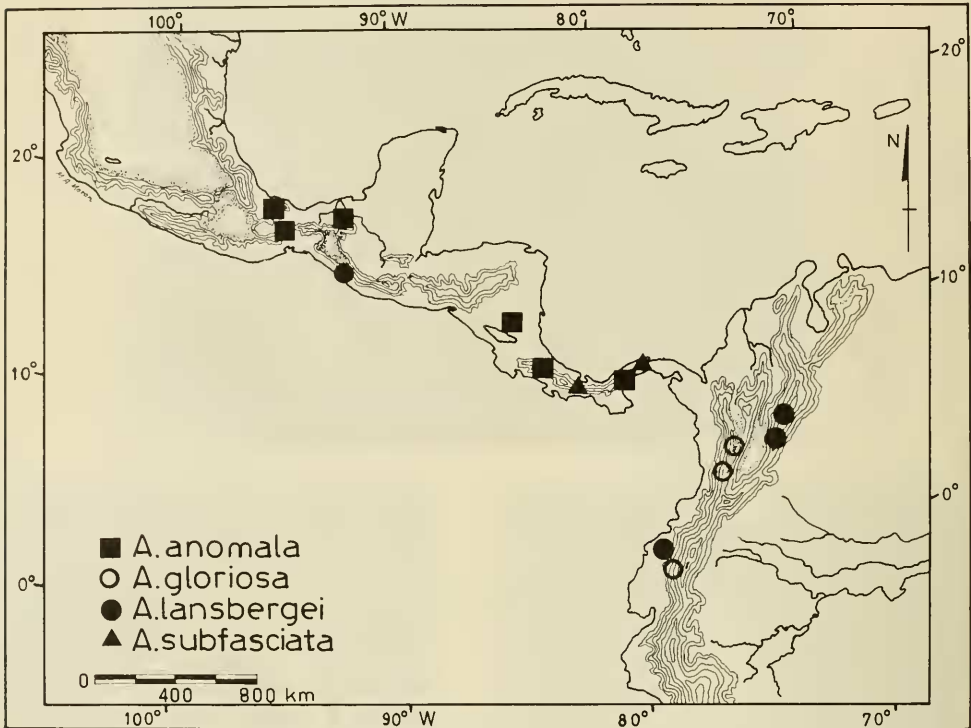 100° 90° W 80° 70°
20°
N
20°
10°
10°
0°
0°
A. anomala
A. gloriosa
A. lansbergei
A. subfasciata
0 400 800 km
100° 90° W 80° 70°